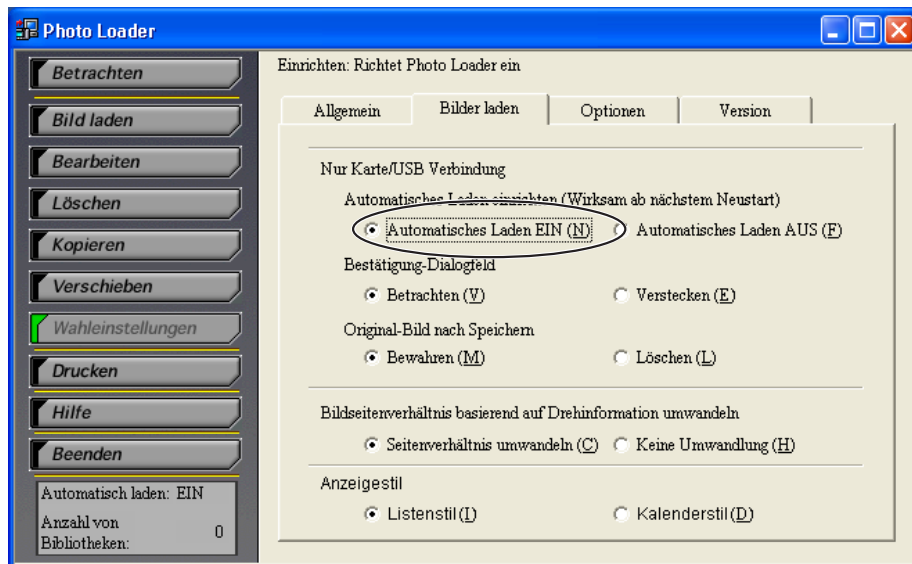 Photo Loader
Betrachten
Bild laden
Bearbeiten
Löschen
Kopieren
Verschieben
Wahleinstellungen
Drucken
Hilfe
Beenden
Automatisch laden: EIN
Anzahl von
Bibliotheken: 0
Einrichten: Richtet Photo Loader ein
Allgemein Bilder laden Optionen Version
Nur Karte/USB Verbindung
Automatisches Laden einrichten (Wirksam ab nächstem Neustart)
Automatisches Laden EIN (N) Automatisches Laden AUS (F)
Bestätigung-Dialogfeld
Betrachten (V) Verstecken (E)
Original-Bild nach Speichern
Bewahren (M) Löschen (L)
Bildseitenverhältnis basierend auf Drehinformation umwandeln
Seitenverhältnis umwandeln (C) Keine Umwandlung (H)
Anzeigestil
Listenstil(I) Kalenderstil(D)